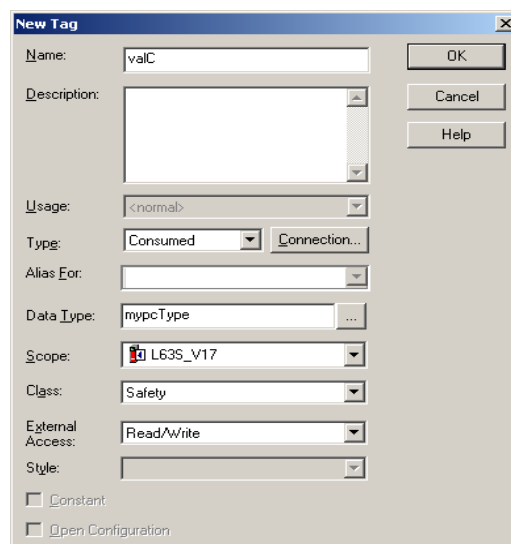 New Tag
Name: valC
OK
Description:
Cancel
Help
Usage: <normal>
Type: Consumed Connection...
Alias For:
Data Type: mypcType ...
Scope: L63S_V17
Class: Safety
External Access: Read/Write
Style:
Constant
Open Configuration